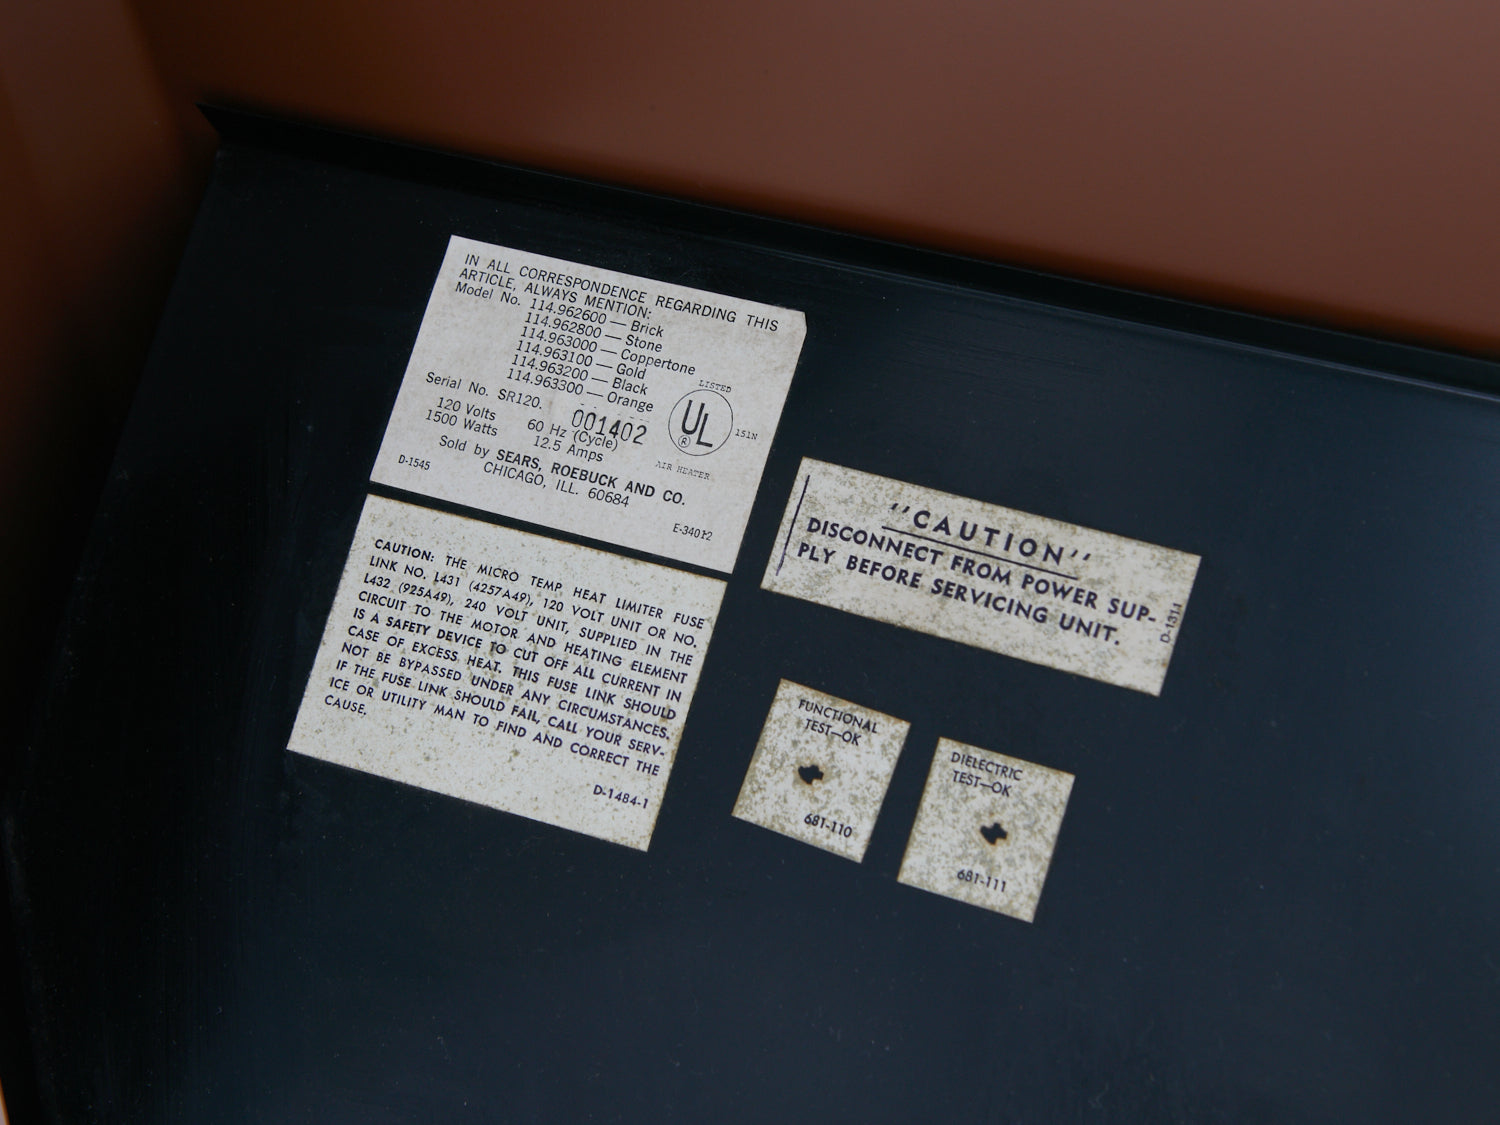 IN ALL CORRESPONDENCE REGARDING THIS
ARTICLE, ALWAYS MENTION:
Model No. 114.962600 — Brick
114.962800 — Stone
114.963000 — Coppertone
114.963100 — Gold
114.963200 — Black
114.963300 — Orange
Serial No. SR120. 001402
120 Volts 60 Hz (Cycle)
1500 Watts 12.5 Amps
LISTED
UL
®
151N
AIR HEATER
Sold by SEARS, ROEBUCK AND CO.
D-1545 CHICAGO, ILL. 60684
E-34012
CAUTION: THE MICRO TEMP HEAT LIMITER FUSE
LINK NO. L431 (4257A49), 120 VOLT UNIT OR NO.
L432 (925A49), 240 VOLT UNIT, SUPPLIED IN THE
CIRCUIT TO THE MOTOR AND HEATING ELEMENT
IS A SAFETY DEVICE TO CUT OFF ALL CURRENT IN
CASE OF EXCESS HEAT. THIS FUSE LINK SHOULD
NOT BE BYPASSED UNDER ANY CIRCUMSTANCES.
IF THE FUSE LINK SHOULD FAIL, CALL YOUR SERV-
ICE OR UTILITY MAN TO FIND AND CORRECT THE
CAUSE.
D-1484-1
"CAUTION"
DISCONNECT FROM POWER SUP-
PLY BEFORE SERVICING UNIT.
D-1311
FUNCTIONAL
TEST—OK
681-110
DIELECTRIC
TEST—OK
681-111